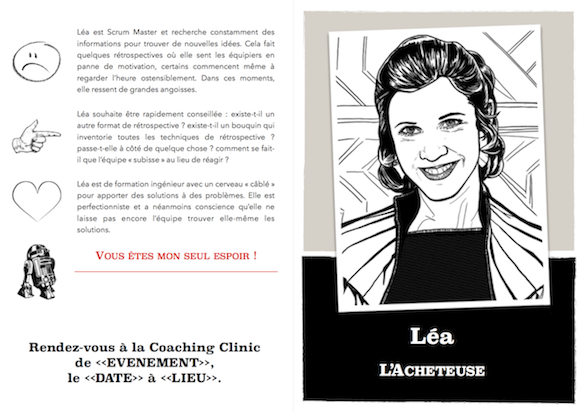 Léa est Scrum Master et recherche constamment des
informations pour trouver de nouvelles idées. Cela fait
quelques rétrospectives où elle sent les équipiers en
panne de motivation, certains commencent même à
regarder l'heure ostensiblement. Dans ces moments,
elle ressent de grandes angoisses.
Léa souhaite être rapidement conseillée : existe-t-il un
autre format de rétrospective ? existe-t-il un bouquin qui
inventorie toutes les techniques de rétrospective ?
passe-t-elle à côté de quelque chose ? comment se fait-
il que l'équipe « subisse » au lieu de réagir ?
Léa est de formation ingénieur avec un cerveau « câblé »
pour apporter des solutions à des problèmes. Elle est
perfectionniste et a néanmoins conscience qu'elle ne
laisse pas encore l'équipe trouver elle-même les
solutions.
VOUS ÊTES MON SEUL ESPOIR !
Rendez-vous à la Coaching Clinic
de <<EVENEMENT>>,
le <<DATE>> à <<LIEU>>.
Léa
L'ACHETEUSE